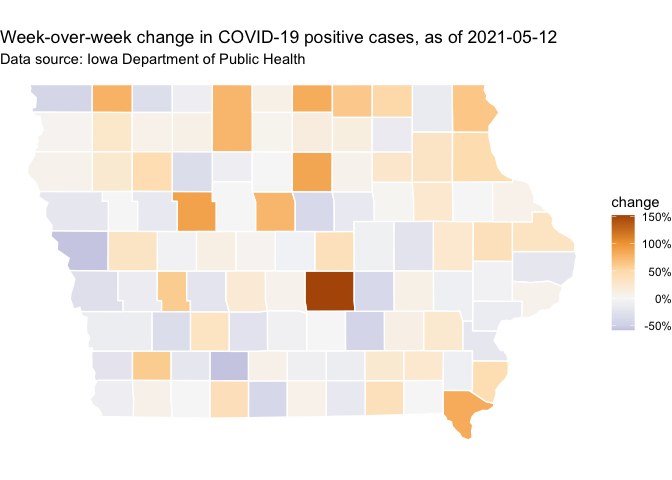 Week-over-week change in COVID-19 positive cases, as of 2021-05-12
Data source: Iowa Department of Public Health
change
150%
100%
50%
0%
-50%